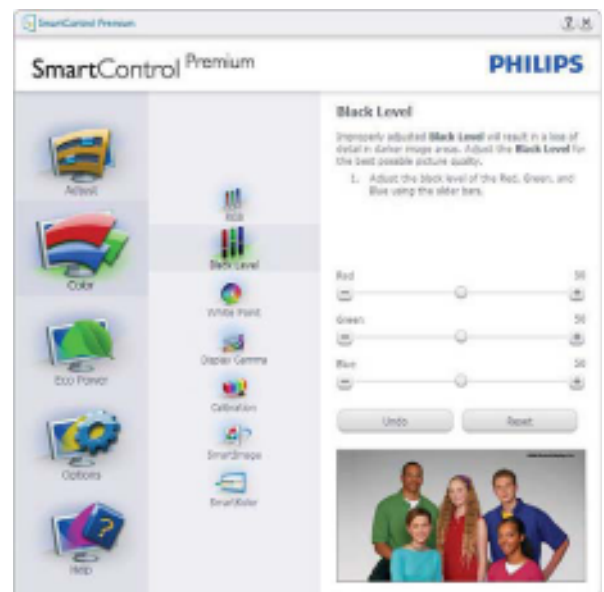 SmartControl Premium
SmartControl Premium
PHILIPS
Adjust
Color
Eco Power
Options
Help
RGB
Black Level
White Point
Display Gamma
Calibration
SmartImage
Black Level
Improperly adjusted Black Level will result in a loss of
detail in darker image areas. Adjust the Black Level for
the best possible picture quality.
1. Adjust the black level of the Red, Green, and
Blue using the slider bars.
Red 50
Green 50
Blue 50
Undo
Reset